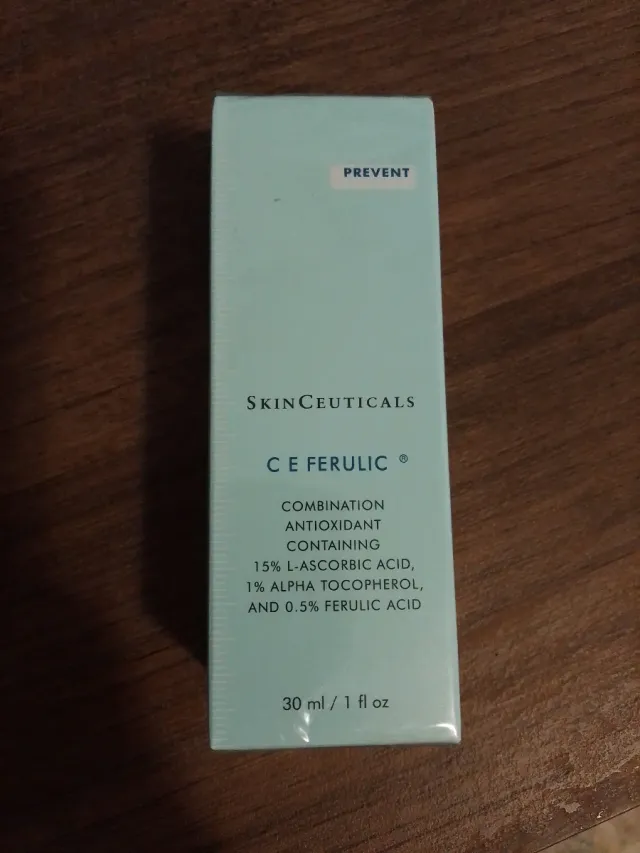 PREVENT
SKINCEUTICALS
C E FERULIC ®
COMBINATION
ANTIOXIDANT
CONTAINING
15% L-ASCORBIC ACID,
1% ALPHA TOCOPHEROL,
AND 0.5% FERULIC ACID
30 ml / 1 fl oz